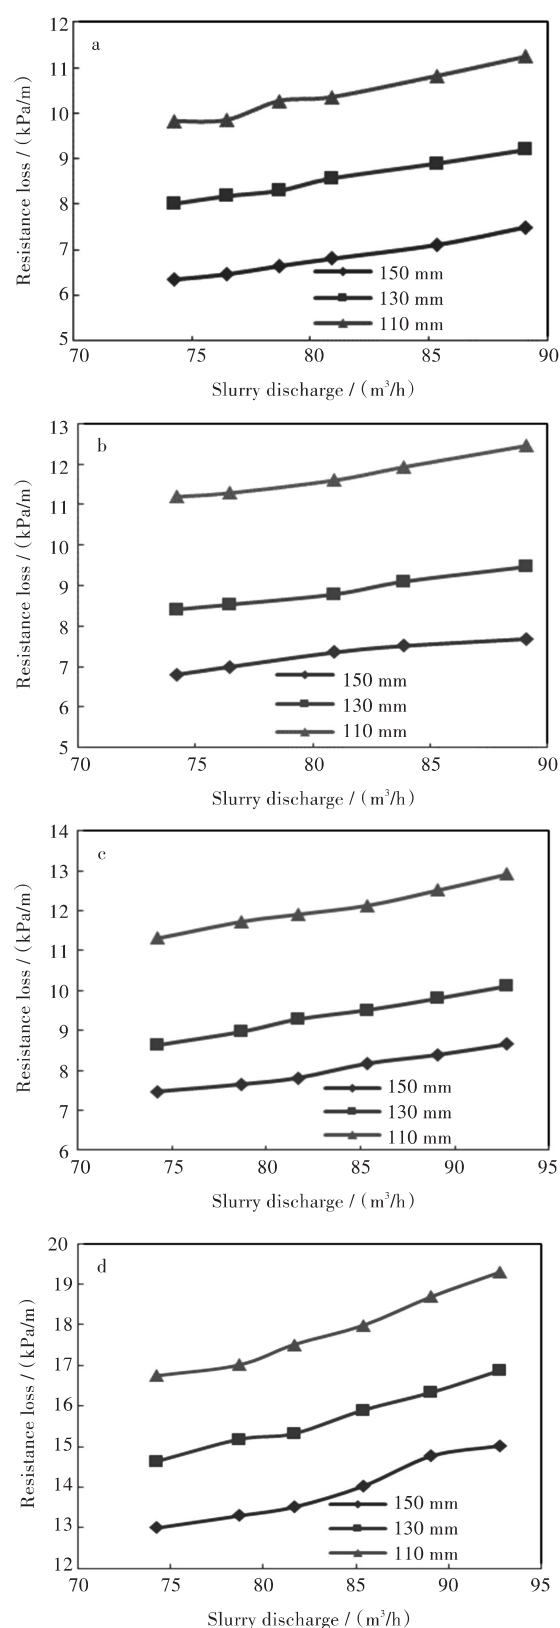 12
a
11
10
9
8
7
6
5
Resistance loss / (kPa/m)
150 mm
130 mm
110 mm
70 75 80 85 90
Slurry discharge / (m³/h)
13
b
12
11
10
9
8
7
6
5
Resistance loss / (kPa/m)
150 mm
130 mm
110 mm
70 75 80 85 90
Slurry discharge / (m³/h)
14
c
13
12
11
10
9
8
7
6
Resistance loss / (kPa/m)
150 mm
130 mm
110 mm
70 75 80 85 90 95
Slurry discharge / (m³/h)
20
d
19
18
17
16
15
14
13
12
Resistance loss / (kPa/m)
150 mm
130 mm
110 mm
70 75 80 85 90 95
Slurry discharge / (m³/h)